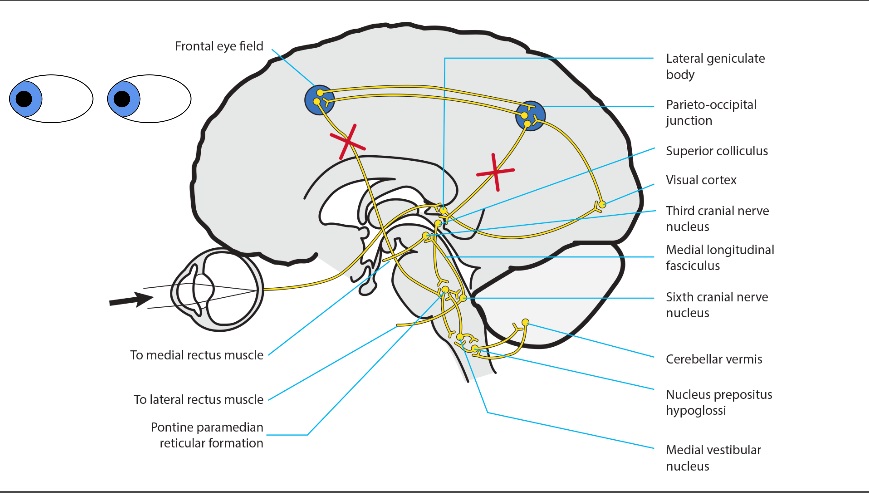 Frontal eye field
Lateral geniculate
body
Parieto-occipital
junction
Superior colliculus
Visual cortex
Third cranial nerve
nucleus
Medial longitudinal
fasciculus
Sixth cranial nerve
nucleus
To medial rectus muscle
Cerebellar vermis
To lateral rectus muscle
Nucleus prepositus
hypoglossi
Pontine paramedian
reticular formation
Medial vestibular
nucleus